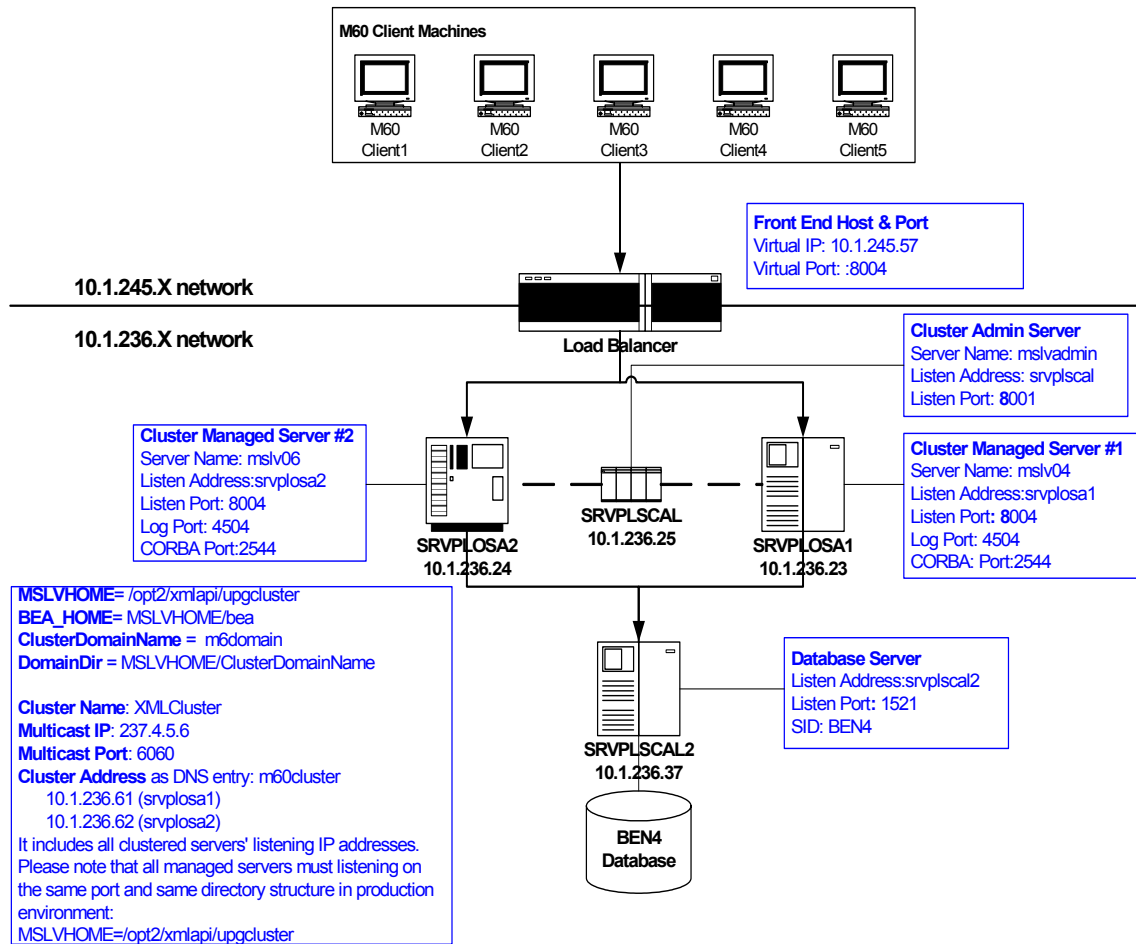 M60 Client Machines
M60
Client1
M60
Client2
M60
Client3
M60
Client4
M60
Client5
Front End Host & Port
Virtual IP: 10.1.245.57
Virtual Port: :8004
10.1.245.X network
10.1.236.X network
Load Balancer
Cluster Admin Server
Server Name: mslvadmin
Listen Address: srvplscal
Listen Port: 8001
Cluster Managed Server #2
Server Name: mslv06
Listen Address:srvplosa2
Listen Port: 8004
Log Port: 4504
CORBA Port:2544
SRVPLOSA2
10.1.236.24
SRVPLSCAL
10.1.236.25
SRVPLOSA1
10.1.236.23
Cluster Managed Server #1
Server Name: mslv04
Listen Address:srvplosa1
Listen Port: 8004
Log Port: 4504
CORBA: Port:2544
MSLVHOME= /opt2/xmlapi/upgcluster
BEA_HOME= MSLVHOME/bea
ClusterDomainName = m6domain
DomainDir = MSLVHOME/ClusterDomainName
Cluster Name: XMLCluster
Multicast IP: 237.4.5.6
Multicast Port: 6060
Cluster Address as DNS entry: m60cluster
10.1.236.61 (srvplosa1)
10.1.236.62 (srvplosa2)
It includes all clustered servers' listening IP addresses.
Please note that all managed servers must listening on
the same port and same directory structure in production
environment:
MSLVHOME=/opt2/xmlapi/upgcluster
SRVPLSCAL2
10.1.236.37
Database Server
Listen Address:srvplscal2
Listen Port: 1521
SID: BEN4
BEN4
Database